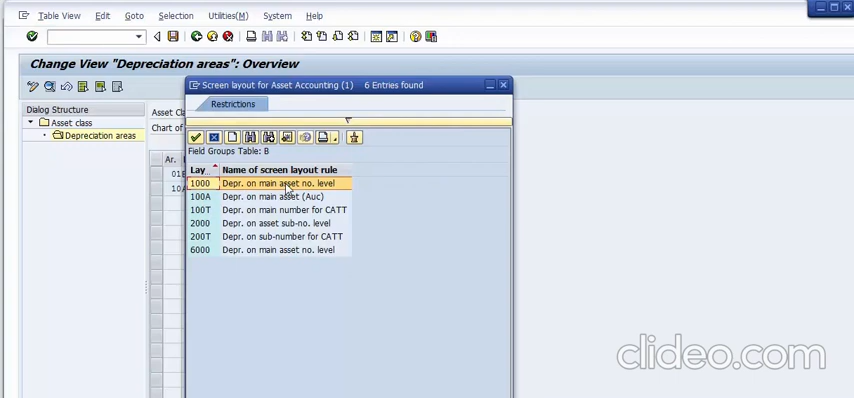 Table View Edit Goto Selection Utilities(M) System Help
Change View "Depreciation areas": Overview
Screen layout for Asset Accounting (1) 6 Entries found
Dialog Structure
Asset class
Depreciation areas
Asset Cl
Chart of
Ar.
01
10
Restrictions
Field Groups Table: B
Lay... Name of screen layout rule
1000 Depr. on main asset no. level
100A Depr. on main asset (Auc)
100T Depr. on main number for CATT
2000 Depr. on asset sub-no. level
200T Depr. on sub-number for CATT
6000 Depr. on main asset no. level
clideo.com